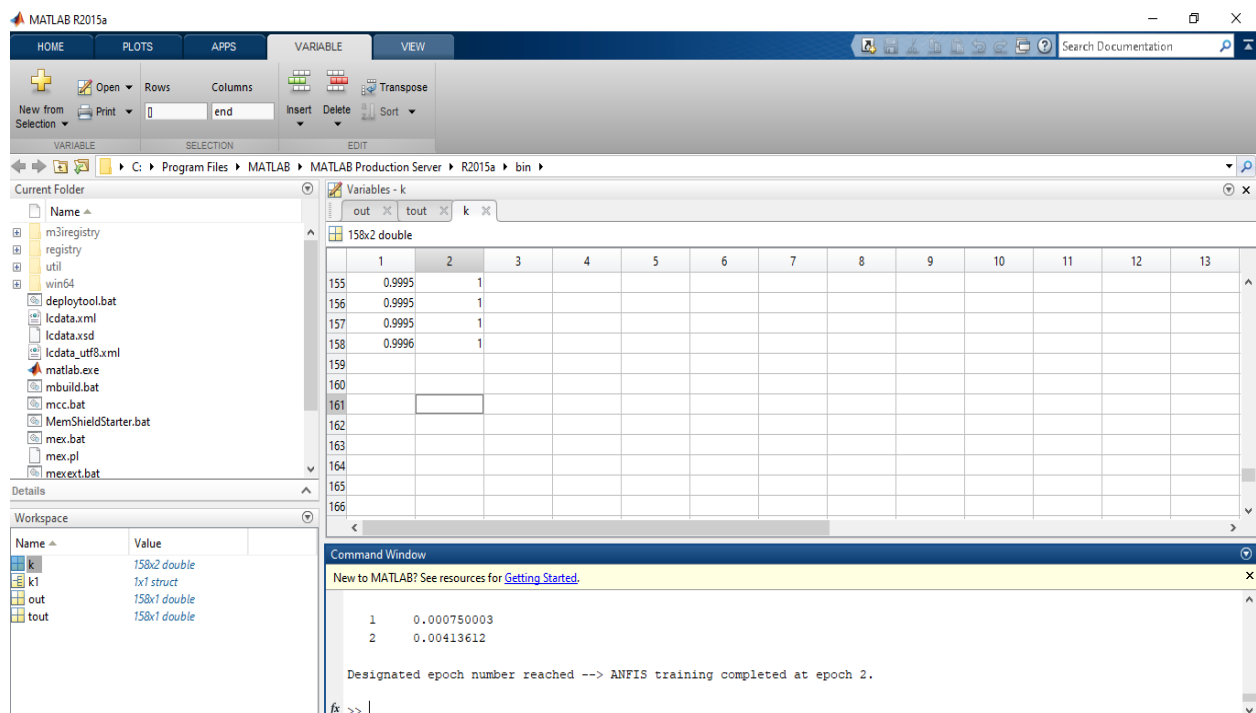 MATLAB R2015a
HOME PLOTS APPS VARIABLE VIEW
Search Documentation
New from Selection
Open
Print
Rows Columns
[] end
Insert Delete
Transpose
Sort
VARIABLE SELECTION EDIT
C: Program Files MATLAB MATLAB Production Server R2015a bin
Current Folder
Name
m3iregistry
registry
util
win64
deploytool.bat
lcdata.xml
lcdata.xsd
lcdata_utf8.xml
matlab.exe
mbuild.bat
mcc.bat
MemShieldStarter.bat
mex.bat
mex.pl
mexext.bat
Details
Workspace
Name Value
k 158x2 double
k1 1x1 struct
out 158x1 double
tout 158x1 double
Variables - k
out tout k
158x2 double
1 2 3 4 5 6 7 8 9 10 11 12 13
155 0.9995 1
156 0.9995 1
157 0.9995 1
158 0.9996 1
159
160
161
162
163
164
165
166
Command Window
New to MATLAB? See resources for Getting Started.
1 0.000750003
2 0.00413612
Designated epoch number reached --> ANFIS training completed at epoch 2.
fx >>